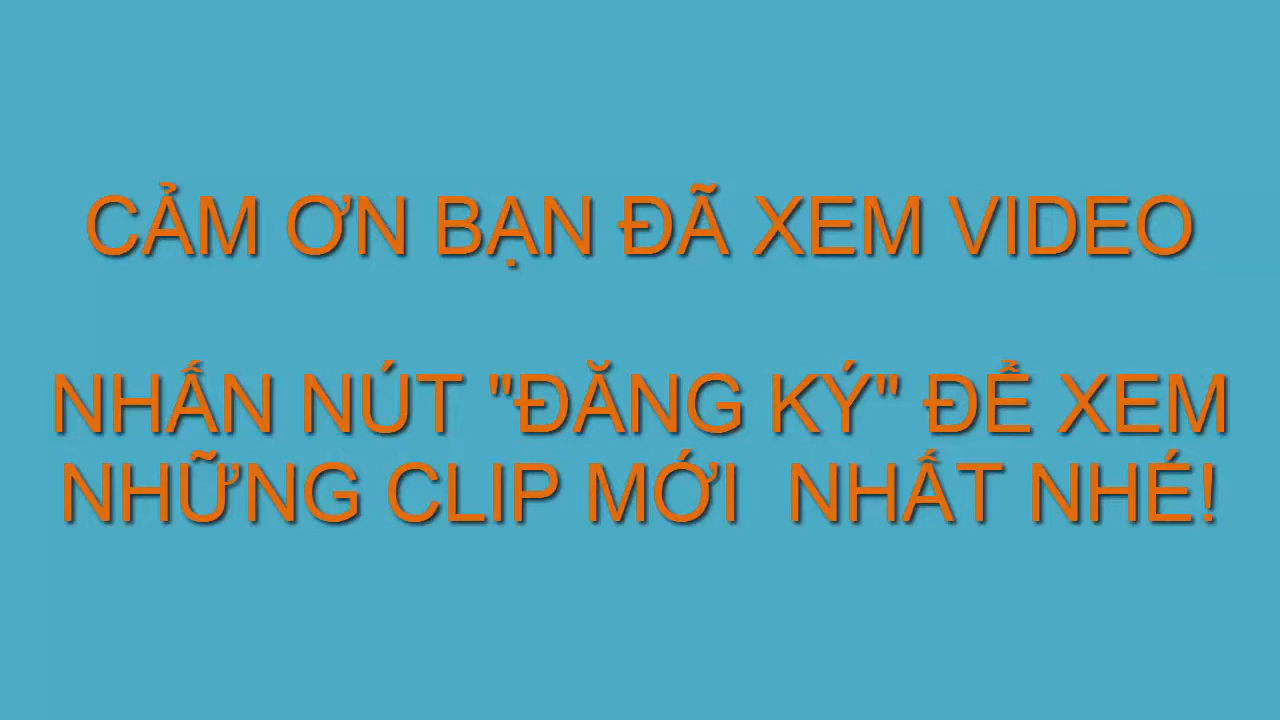 CẢM ƠN BẠN ĐÃ XEM VIDEO
NHẤN NÚT "ĐĂNG KÝ" ĐỂ XEM
NHỮNG CLIP MỚI  NHẤT NHÉ!